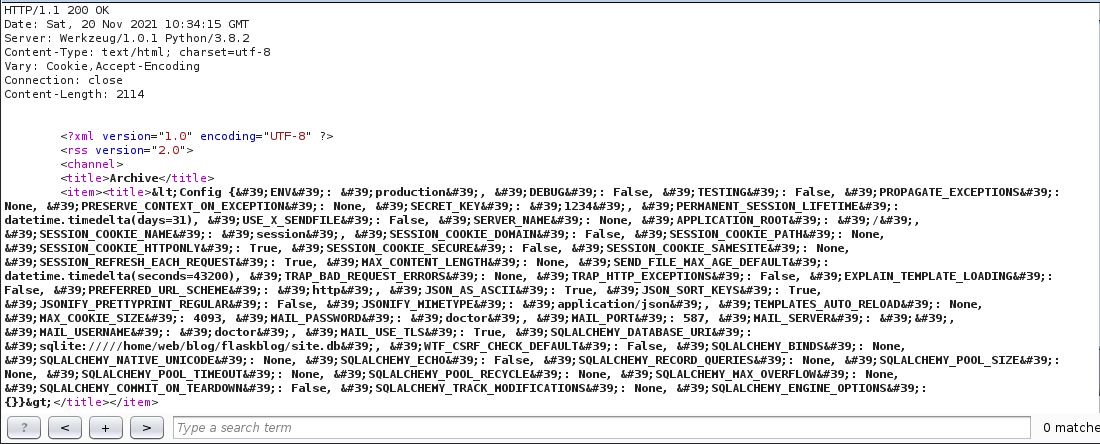 HTTP/1.1 200 OK
Date: Sat, 20 Nov 2021 10:34:15 GMT
Server: Werkzeug/1.0.1 Python/3.8.2
Content-Type: text/html; charset=utf-8
Vary: Cookie,Accept-Encoding
Connection: close
Content-Length: 2114
<?xml version="1.0" encoding="UTF-8" ?>
<rss version="2.0">
<channel>
<title>Archive</title>
<item><title>&lt;Config {&#39;ENV&#39;: &#39;production&#39;, &#39;DEBUG&#39;: False, &#39;TESTING&#39;: False, &#39;PROPAGATE_EXCEPTIONS&#39;:
None, &#39;PRESERVE_CONTEXT_ON_EXCEPTION&#39;: None, &#39;SECRET_KEY&#39;: &#39;1234&#39;, &#39;PERMANENT_SESSION_LIFETIME&#39;:
datetime.timedelta(days=31), &#39;USE_X_SENDFILE&#39;: False, &#39;SERVER_NAME&#39;: None, &#39;APPLICATION_ROOT&#39;: &#39;/&#39;,
&#39;SESSION_COOKIE_NAME&#39;: &#39;session&#39;, &#39;SESSION_COOKIE_DOMAIN&#39;: False, &#39;SESSION_COOKIE_PATH&#39;: None,
&#39;SESSION_COOKIE_HTTPONLY&#39;: True, &#39;SESSION_COOKIE_SECURE&#39;: False, &#39;SESSION_COOKIE_SAMESITE&#39;: None,
&#39;SESSION_REFRESH_EACH_REQUEST&#39;: True, &#39;MAX_CONTENT_LENGTH&#39;: None, &#39;SEND_FILE_MAX_AGE_DEFAULT&#39;:
datetime.timedelta(seconds=43200), &#39;TRAP_BAD_REQUEST_ERRORS&#39;: None, &#39;TRAP_HTTP_EXCEPTIONS&#39;: False, &#39;EXPLAIN_TEMPLATE_LOADING&#39;:
False, &#39;PREFERRED_URL_SCHEME&#39;: &#39;http&#39;, &#39;JSON_AS_ASCII&#39;: True, &#39;JSON_SORT_KEYS&#39;: True,
&#39;JSONIFY_PRETTYPRINT_REGULAR&#39;: False, &#39;JSONIFY_MIMETYPE&#39;: &#39;application/json&#39;, &#39;TEMPLATES_AUTO_RELOAD&#39;: None,
&#39;MAX_COOKIE_SIZE&#39;: 4093, &#39;MAIL_PASSWORD&#39;: &#39;doctor&#39;, &#39;MAIL_PORT&#39;: 587, &#39;MAIL_SERVER&#39;: &#39;&#39;,
&#39;MAIL_USERNAME&#39;: &#39;doctor&#39;, &#39;MAIL_USE_TLS&#39;: True, &#39;SQLALCHEMY_DATABASE_URI&#39;:
&#39;sqlite://///home/web/blog/flaskblog/site.db&#39;, &#39;WTF_CSRF_CHECK_DEFAULT&#39;: False, &#39;SQLALCHEMY_BINDS&#39;: None,
&#39;SQLALCHEMY_NATIVE_UNICODE&#39;: None, &#39;SQLALCHEMY_ECHO&#39;: False, &#39;SQLALCHEMY_RECORD_QUERIES&#39;: None, &#39;SQLALCHEMY_POOL_SIZE&#39;:
None, &#39;SQLALCHEMY_POOL_TIMEOUT&#39;: None, &#39;SQLALCHEMY_POOL_RECYCLE&#39;: None, &#39;SQLALCHEMY_MAX_OVERFLOW&#39;: None,
&#39;SQLALCHEMY_COMMIT_ON_TEARDOWN&#39;: False, &#39;SQLALCHEMY_TRACK_MODIFICATIONS&#39;: None, &#39;SQLALCHEMY_ENGINE_OPTIONS&#39;:
{}}&gt;</title></item>
? < + > Type a search term 0 matche